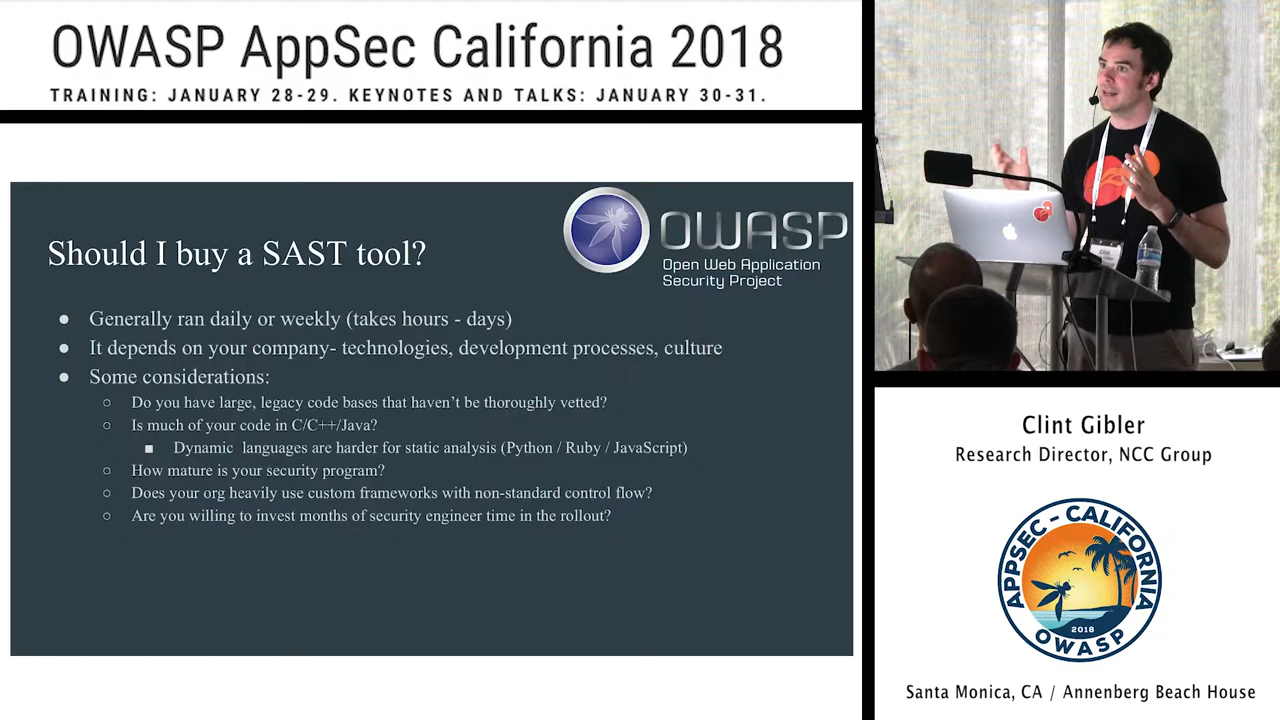 OWASP AppSec California 2018
TRAINING: JANUARY 28-29. KEYNOTES AND TALKS: JANUARY 30-31.
Should I buy a SAST tool?
OWASP
Open Web Application
Security Project
● Generally ran daily or weekly (takes hours - days)
● It depends on your company- technologies, development processes, culture
● Some considerations:
○ Do you have large, legacy code bases that haven't be thoroughly vetted?
○ Is much of your code in C/C++/Java?
■ Dynamic languages are harder for static analysis (Python / Ruby / JavaScript)
○ How mature is your security program?
○ Does your org heavily use custom frameworks with non-standard control flow?
○ Are you willing to invest months of security engineer time in the rollout?
Clint
Clint Gibler
Research Director, NCC Group
APPSEC - CALIFORNIA
2018
OWASP
Santa Monica, CA / Annenberg Beach House